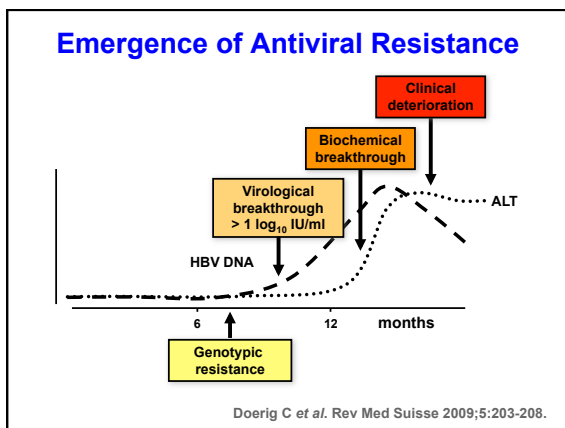 Emergence of Antiviral Resistance
Clinical
deterioration
Biochemical
breakthrough
Virological
breakthrough
> 1 log₁₀ IU/ml
ALT
HBV DNA
6
12
months
Genotypic
resistance
Doerig C et al. Rev Med Suisse 2009;5:203-208.